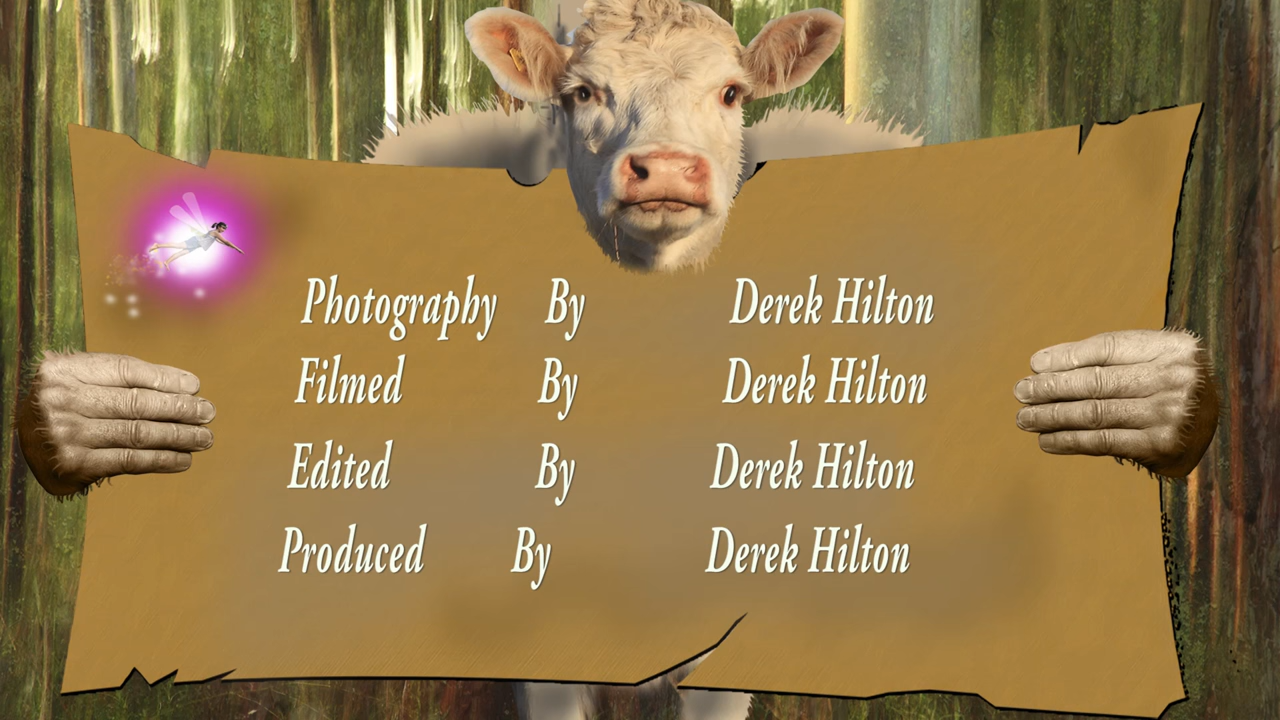 Photography By Derek Hilton
Filmed By Derek Hilton
Edited By Derek Hilton
Produced By Derek Hilton